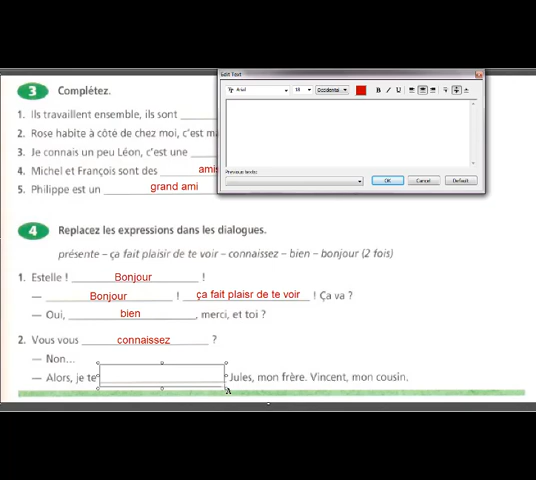 Edit Text
3 Complétez.
Arial 18 Occidental B I U
1. Ils travaillent ensemble, ils sont
2. Rose habite à côté de chez moi, c'est ma
3. Je connais un peu Léon, c'est une
Previous texts:
4. Michel et François sont des amis
OK Cancel Default
5. Philippe est un grand ami
4 Replacez les expressions dans les dialogues.
présente – ça fait plaisir de te voir – connaissez – bien – bonjour (2 fois)
1. Estelle ! Bonjour !
— Bonjour ! ça fait plaisr de te voir ! Ça va ?
— Oui, bien, merci, et toi ?
2. Vous vous connaissez ?
— Non...
— Alors, je te Jules, mon frère. Vincent, mon cousin.